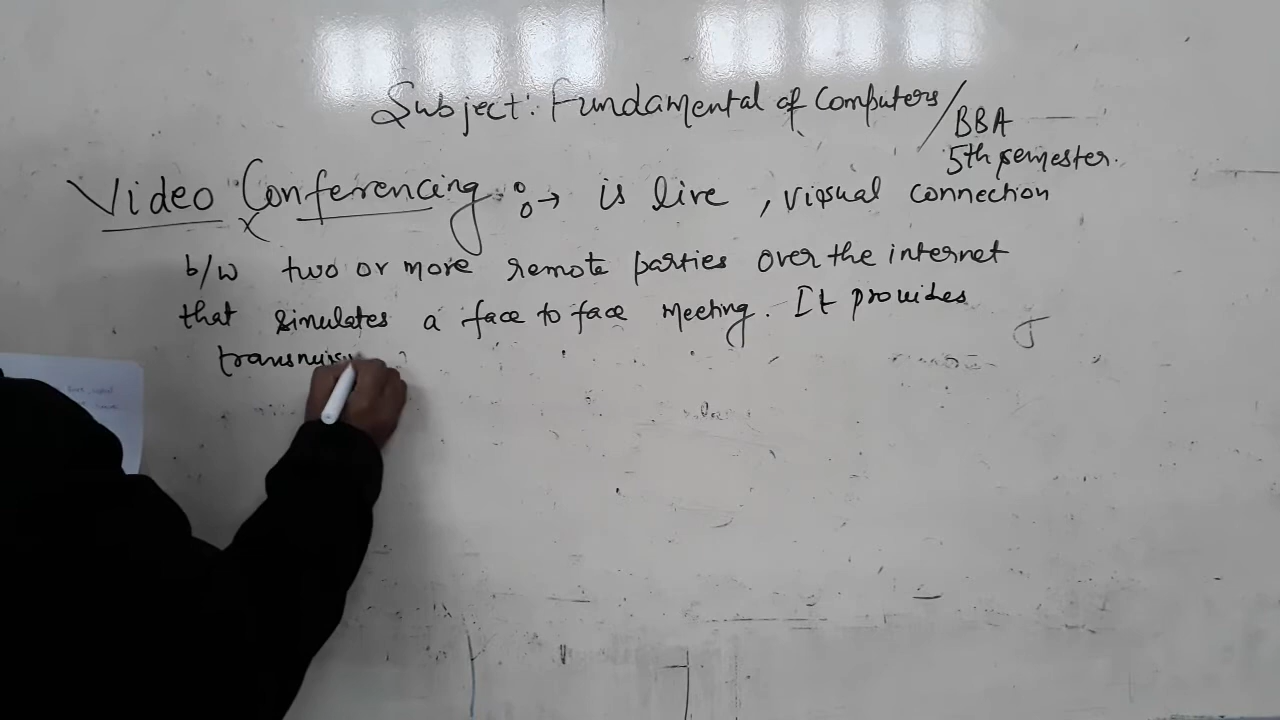 Subject: Fundamental of Computers/
BBA
5th semester.
Video Conferencing :→ is live, visual connection
b/w two or more remote parties over the internet
that simulates a face to face meeting. It provides